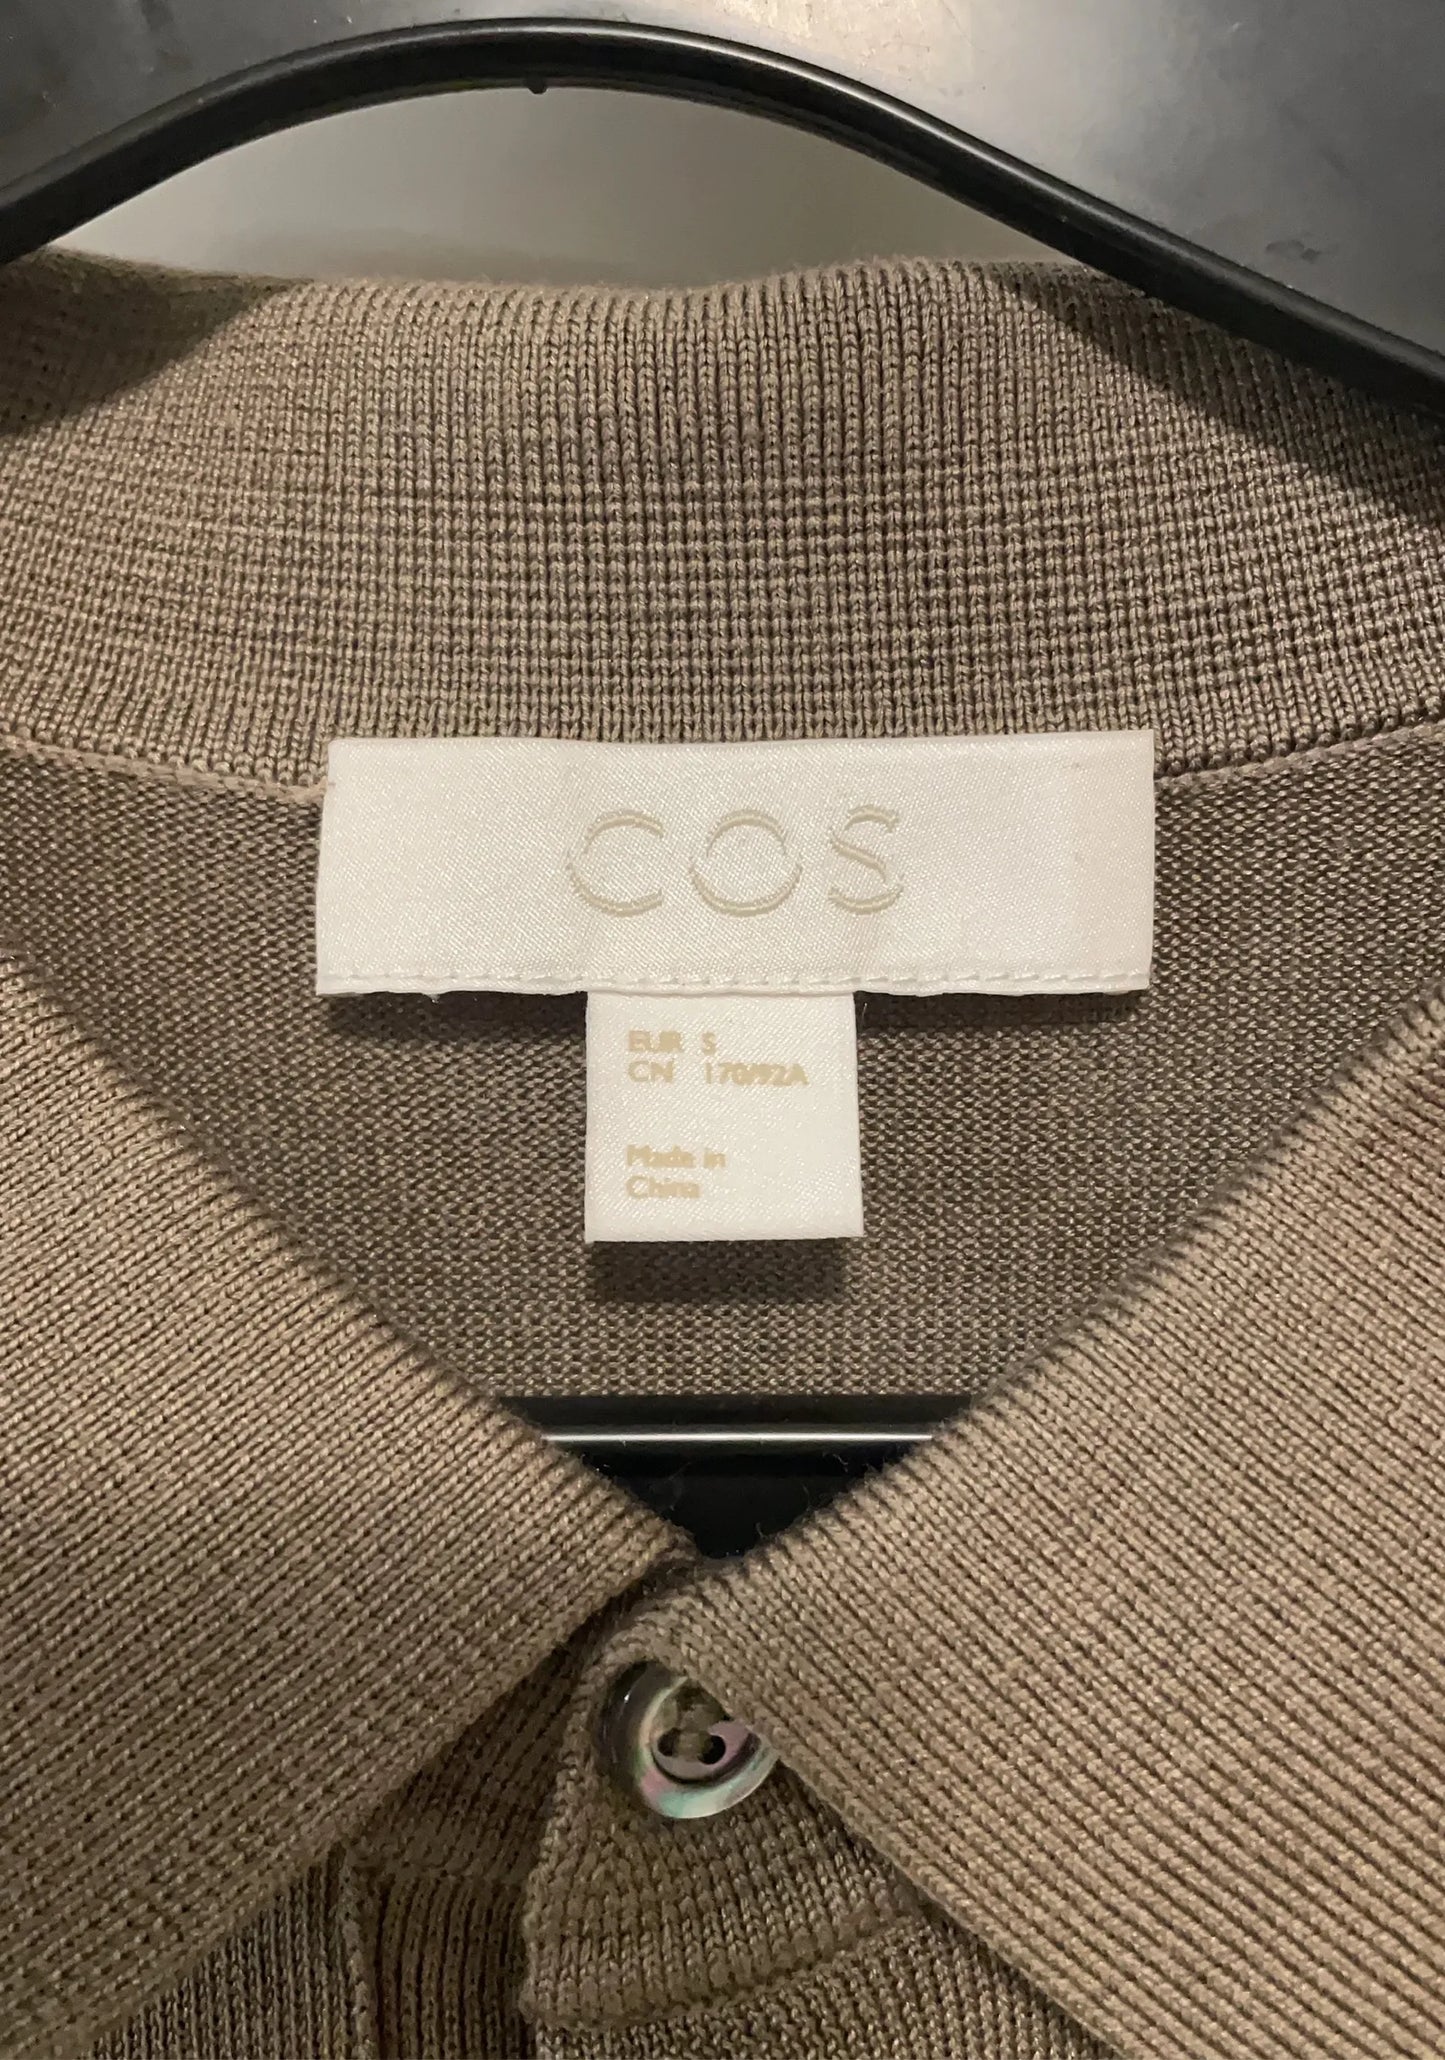 COS
EUR S
CN 170/92A
Made in
China